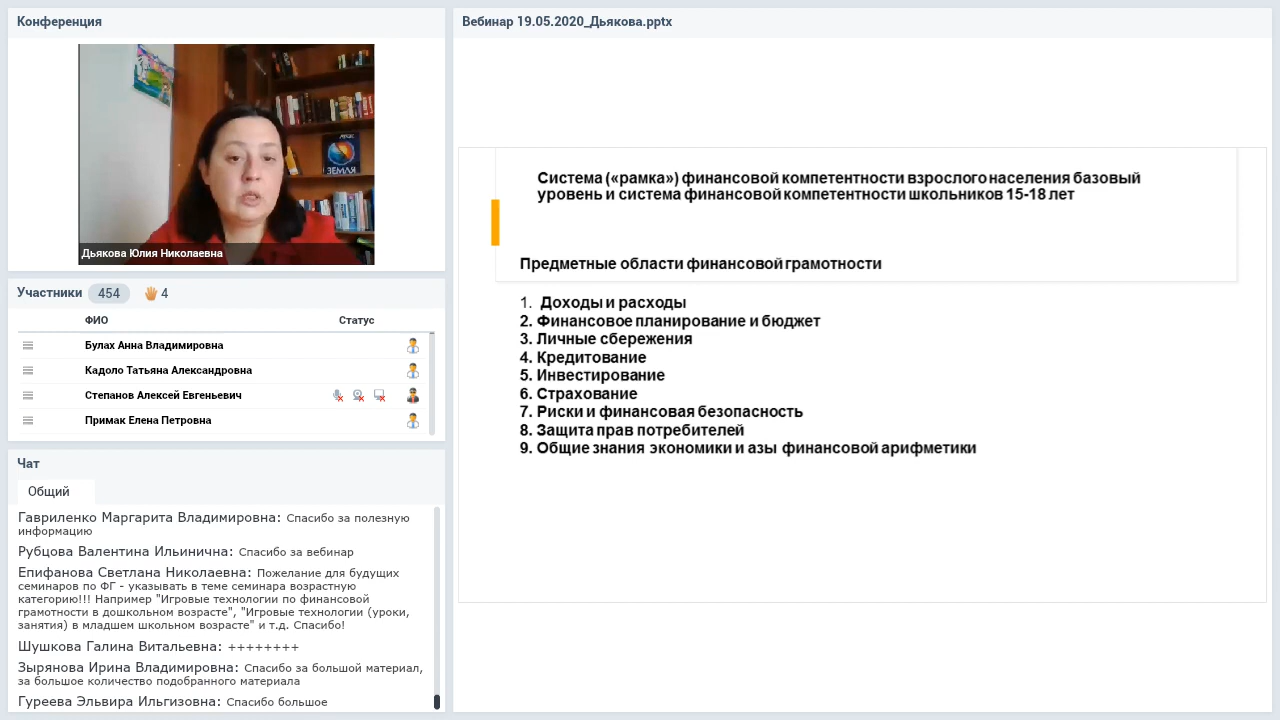 Конференция
ЗЕМЛЯ
Дьякова Юлия Николаевна
Участники 454 4
ФИО Статус
Булах Анна Владимировна
Кадоло Татьяна Александровна
Степанов Алексей Евгеньевич
Примак Елена Петровна
Чат
Общий
Гавриленко Маргарита Владимировна: Спасибо за полезную
информацию
Рубцова Валентина Ильинична: Спасибо за вебинар
Епифанова Светлана Николаевна: Пожелание для будущих
семинаров по ФГ - указывать в теме семинара возрастную
категорию!!! Например "Игровые технологии по финансовой
грамотности в дошкольном возрасте", "Игровые технологии (уроки,
занятия) в младшем школьном возрасте" и т.д. Спасибо!
Шушкова Галина Витальевна: ++++++++
Зырянова Ирина Владимировна: Спасибо за большой материал,
за большое количество подобранного материала
Гуреева Эльвира Ильгизовна: Спасибо большое
Вебинар 19.05.2020_Дьякова.pptx
Система («рамка») финансовой компетентности взрослого населения базовый
уровень и система финансовой компетентности школьников 15-18 лет
Предметные области финансовой грамотности
1. Доходы и расходы
2. Финансовое планирование и бюджет
3. Личные сбережения
4. Кредитование
5. Инвестирование
6. Страхование
7. Риски и финансовая безопасность
8. Защита прав потребителей
9. Общие знания экономики и азы финансовой арифметики